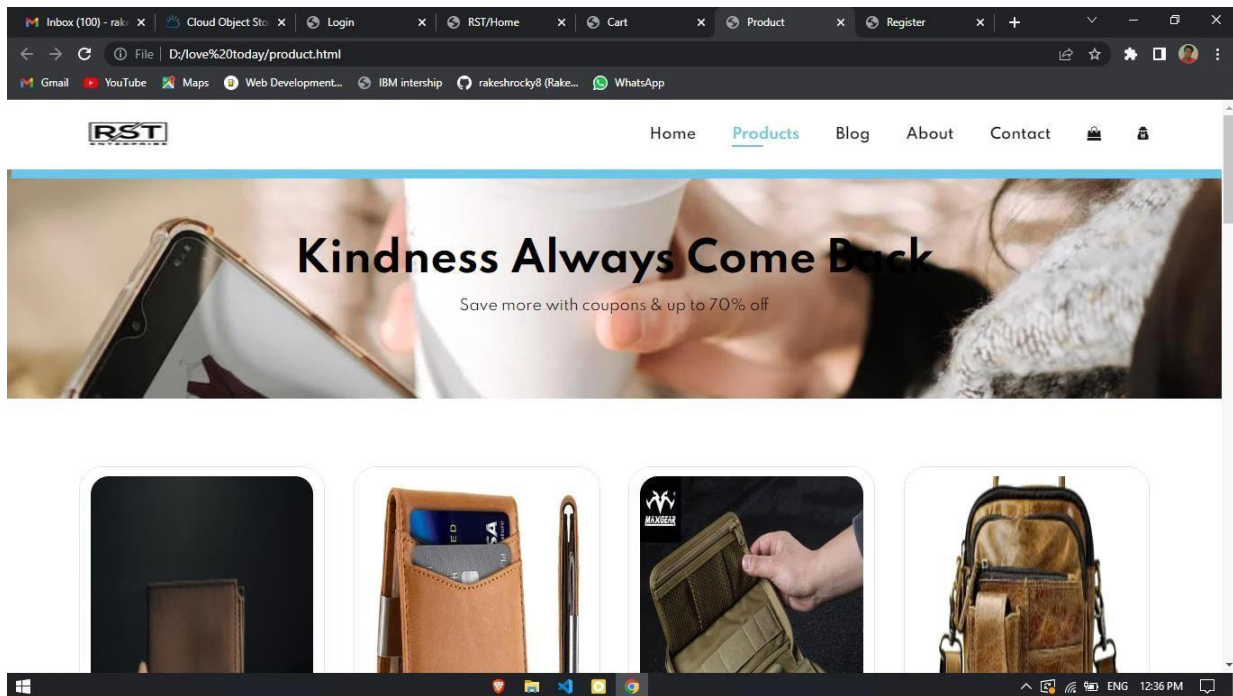 Inbox (100) - rak
Cloud Object Sto
Login
RST/Home
Cart
Product
Register
File
D:/love%20today/product.html
Gmail
YouTube
Maps
Web Development...
IBM intership
rakeshrocky8 (Rake...
WhatsApp
RST
ENTERPRISE
Home
Products
Blog
About
Contact
Kindness Always Come Back
Save more with coupons & up to 70% off
MAXGEAR
VISA
ENG
12:36 PM